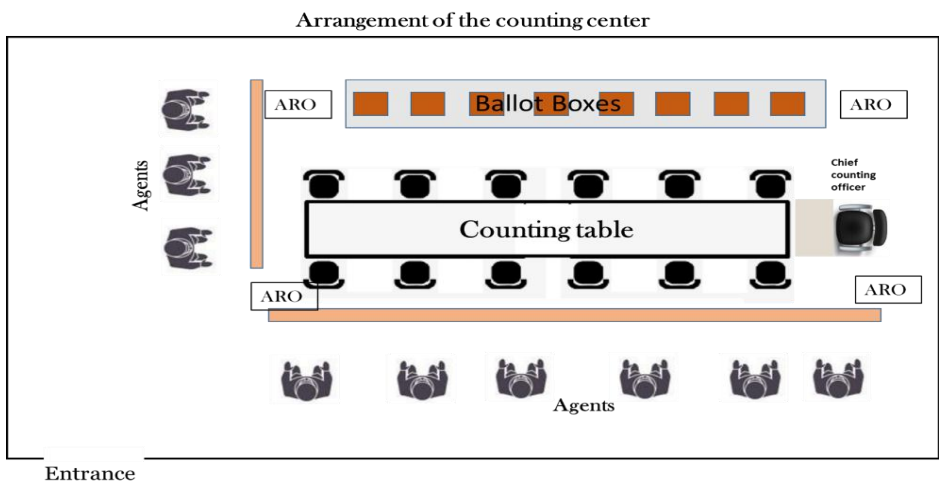 Arrangement of the counting center
ARO
Ballot Boxes
ARO
Agents
Chief
counting
officer
Counting table
ARO
ARO
Agents
Entrance